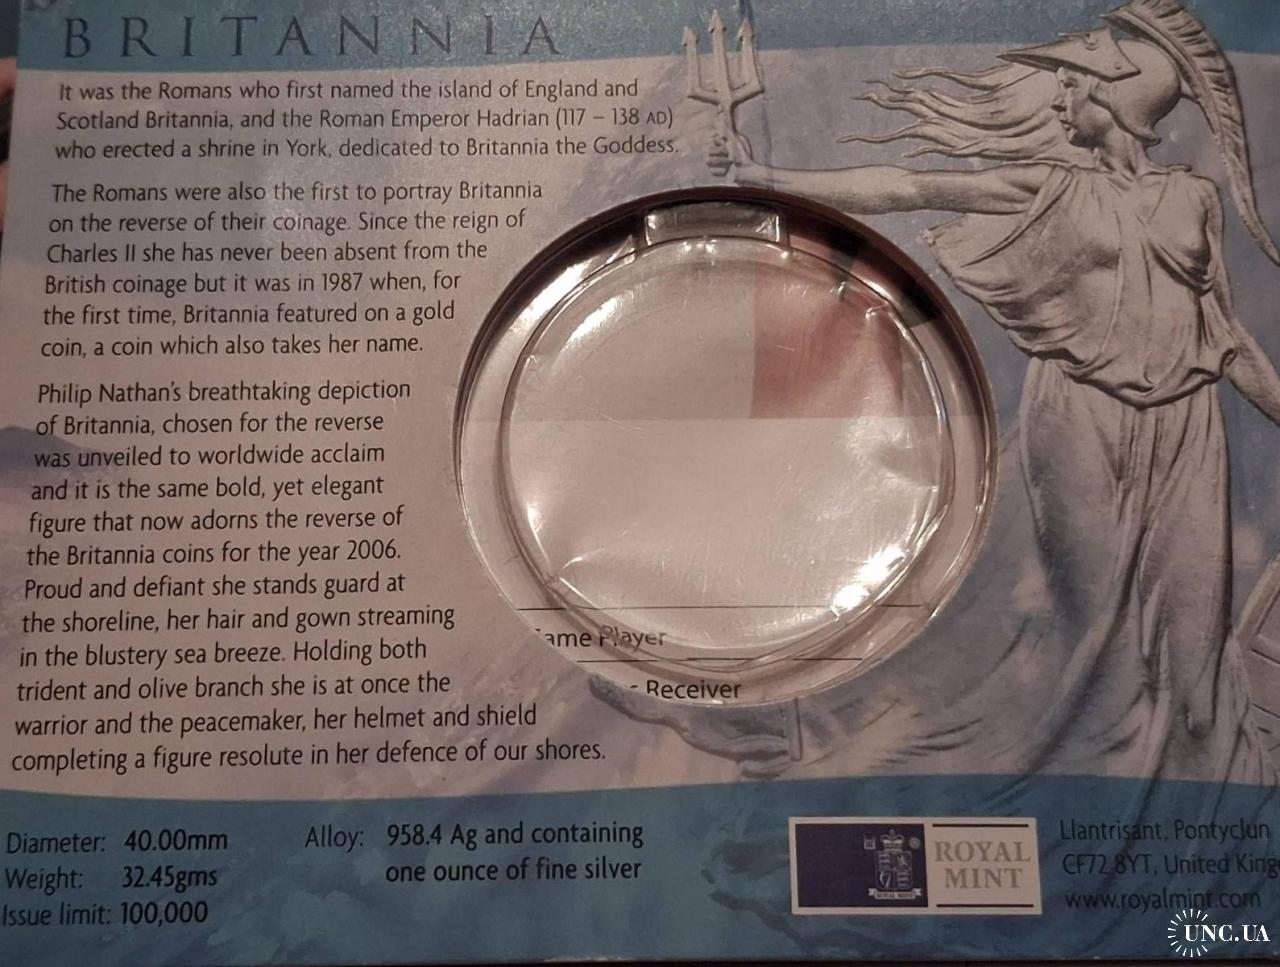 BRITANNIA
It was the Romans who first named the island of England and
Scotland Britannia, and the Roman Emperor Hadrian (117 – 138 AD)
who erected a shrine in York, dedicated to Britannia the Goddess.
The Romans were also the first to portray Britannia
on the reverse of their coinage. Since the reign of
Charles II she has never been absent from the
British coinage but it was in 1987 when, for
the first time, Britannia featured on a gold
coin, a coin which also takes her name.
Philip Nathan's breathtaking depiction
of Britannia, chosen for the reverse
was unveiled to worldwide acclaim
and it is the same bold, yet elegant
figure that now adorns the reverse of
the Britannia coins for the year 2006.
Proud and defiant she stands guard at
the shoreline, her hair and gown streaming
in the blustery sea breeze. Holding both
trident and olive branch she is at once the
warrior and the peacemaker, her helmet and shield
completing a figure resolute in her defence of our shores.
ame Player
- Receiver
Diameter: 40.00mm
Weight: 32.45gms
Issue limit: 100,000
Alloy: 958.4 Ag and containing
one ounce of fine silver
ROYAL MINT
ROYAL
MINT
Llantrisant, Pontyclun
CF72 8YT, United King
www.royalmint.com
UNC.UA